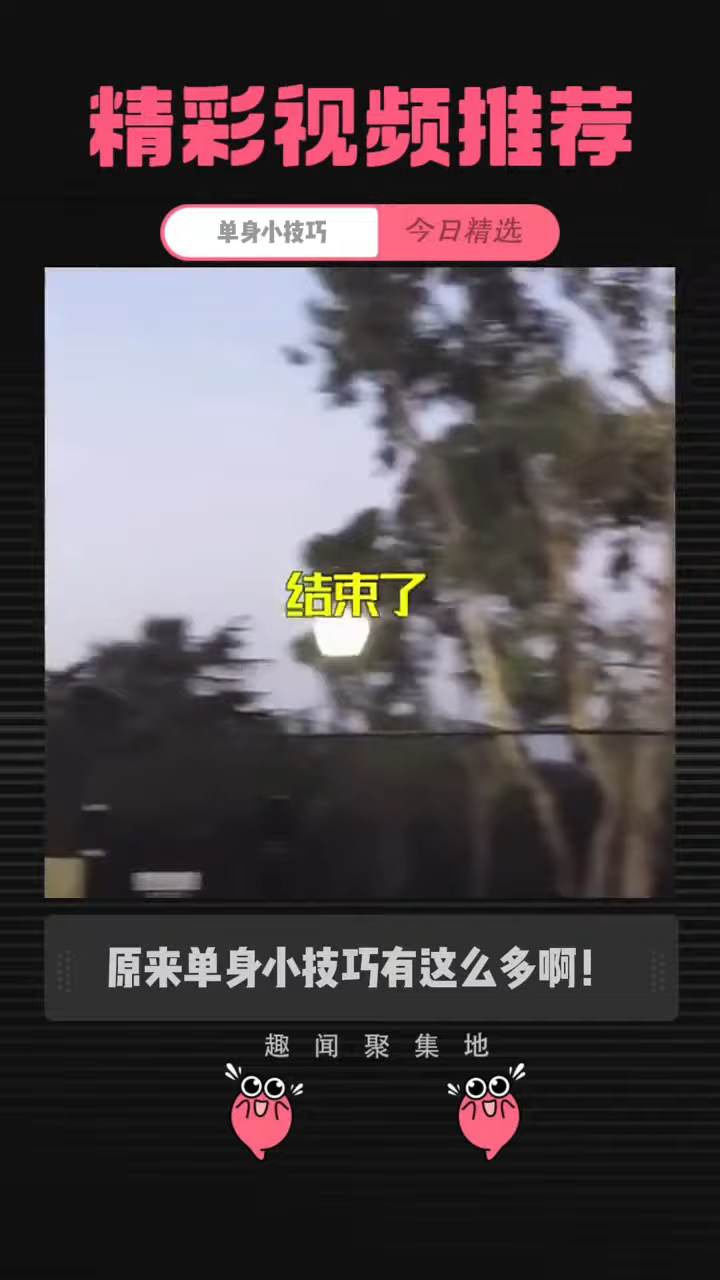 精彩视频推荐
单身小技巧 今日精选
结束了
原来单身小技巧有这么多啊!
趣闻聚集地